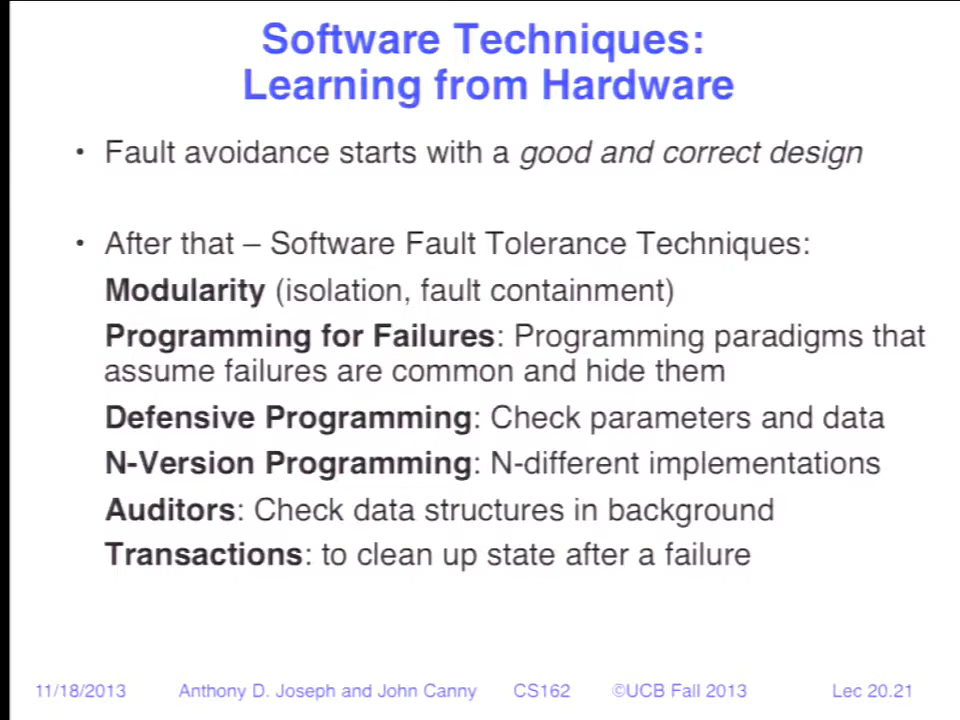 Software Techniques:
Learning from Hardware
• Fault avoidance starts with a good and correct design
• After that – Software Fault Tolerance Techniques:
Modularity (isolation, fault containment)
Programming for Failures: Programming paradigms that
assume failures are common and hide them
Defensive Programming: Check parameters and data
N-Version Programming: N-different implementations
Auditors: Check data structures in background
Transactions: to clean up state after a failure
11/18/2013 Anthony D. Joseph and John Canny CS162 ©UCB Fall 2013 Lec 20.21